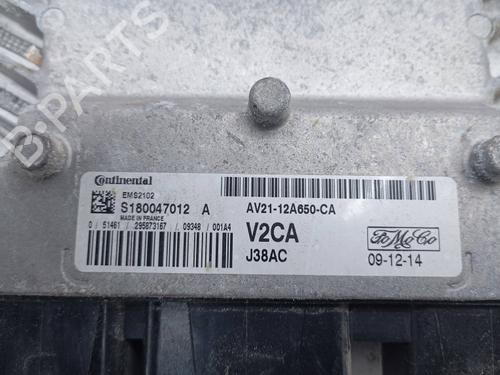 B-PARTS
Continental
EMS2102
S180047012 A
MADE IN FRANCE
0 / 51461 / .295873167 / 09348 / 001A4
AV21-12A650-CA
V2CA
J38AC
FoMoCo
09-12-14